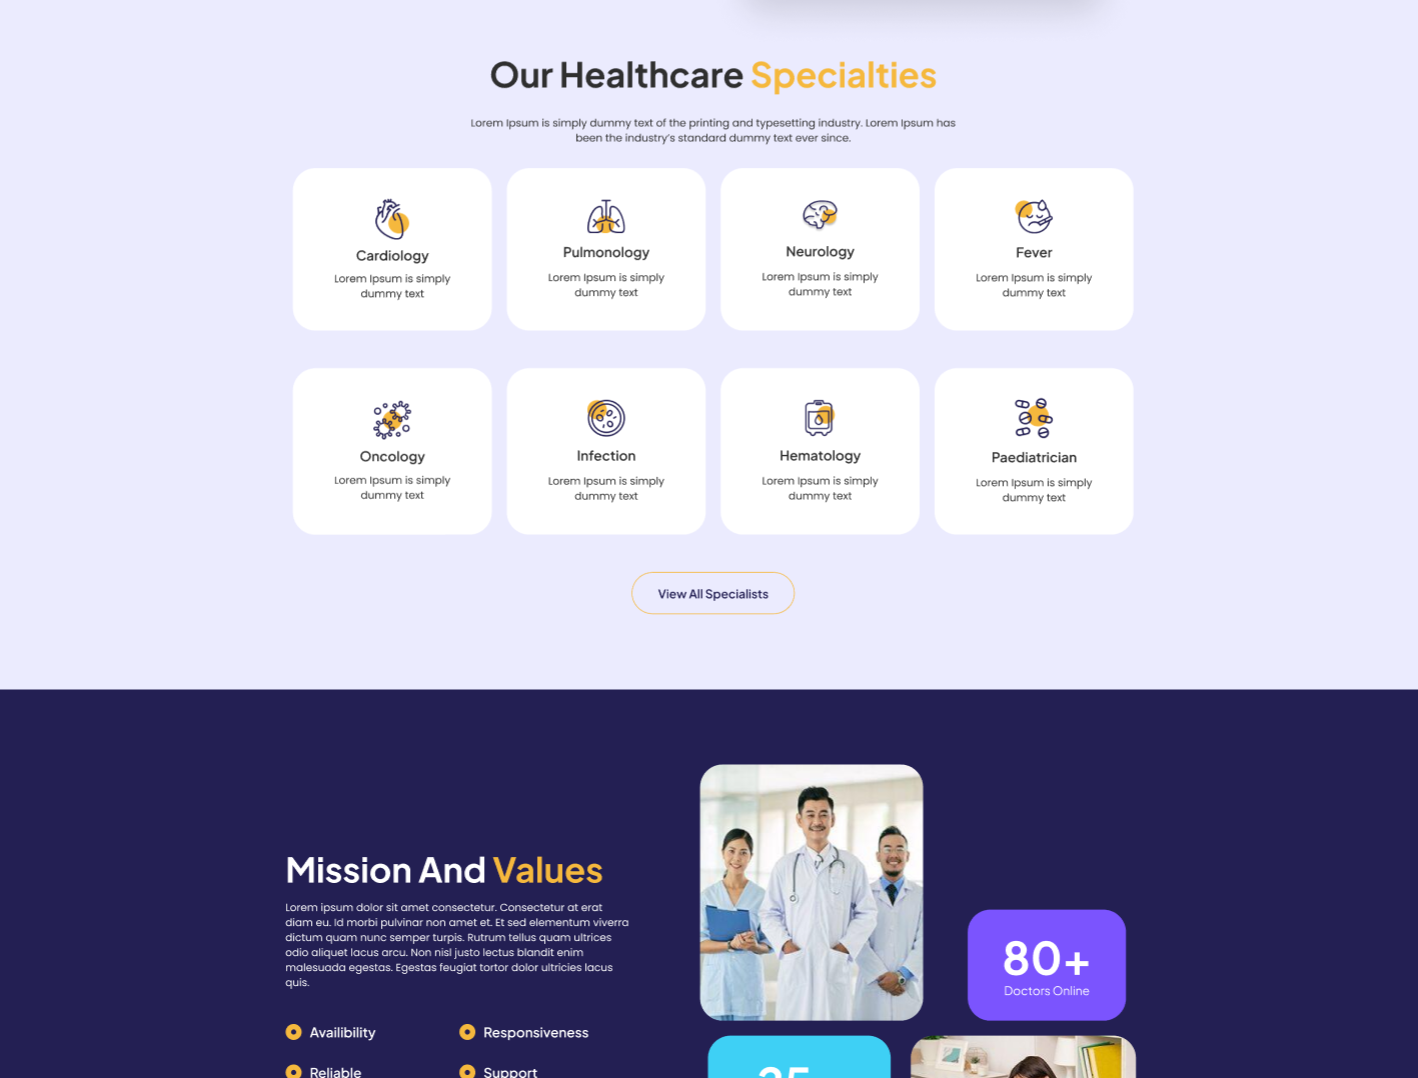 Our Healthcare Specialties
Lorem Ipsum is simply dummy text of the printing and typesetting industry. Lorem Ipsum has
been the industry's standard dummy text ever since.
Cardiology
Lorem Ipsum is simply
dummy text
Pulmonology
Lorem Ipsum is simply
dummy text
Neurology
Lorem Ipsum is simply
dummy text
Fever
Lorem Ipsum is simply
dummy text
Oncology
Lorem Ipsum is simply
dummy text
Infection
Lorem Ipsum is simply
dummy text
Hematology
Lorem Ipsum is simply
dummy text
Paediatrician
Lorem Ipsum is simply
dummy text
View All Specialists
Mission And Values
Lorem ipsum dolor sit amet consectetur. Consectetur at erat
diam eu. Id morbi pulvinar non amet et. Et sed elementum viverra
dictum quam nunc semper turpis. Rutrum tellus quam ultrices
odio aliquet lacus arcu. Non nisl justo lectus blandit enim
malesuada egestas. Egestas feugiat tortor dolor ultricies lacus
quis.
Availibility
Responsiveness
Reliable
Support
80+
Doctors Online